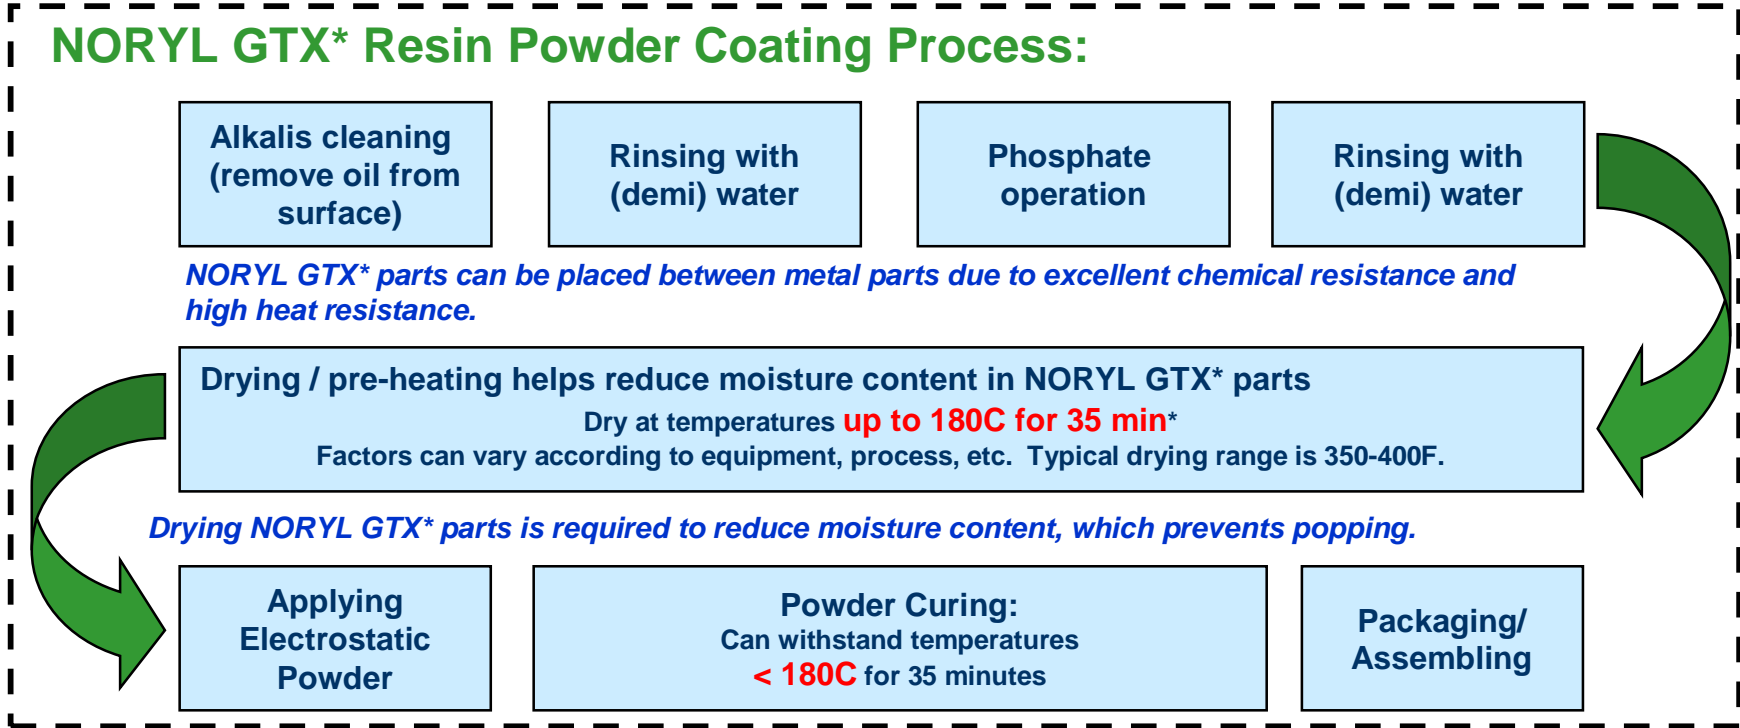 NORYL GTX* Resin Powder Coating Process:
Alkalis cleaning
(remove oil from
surface)
Rinsing with
(demi) water
Phosphate
operation
Rinsing with
(demi) water
NORYL GTX* parts can be placed between metal parts due to excellent chemical resistance and
high heat resistance.
Drying / pre-heating helps reduce moisture content in NORYL GTX* parts
Dry at temperatures up to 180C for 35 min*
Factors can vary according to equipment, process, etc.  Typical drying range is 350-400F.
Drying NORYL GTX* parts is required to reduce moisture content, which prevents popping.
Applying
Electrostatic
Powder
Powder Curing:
Can withstand temperatures
< 180C for 35 minutes
Packaging/
Assembling